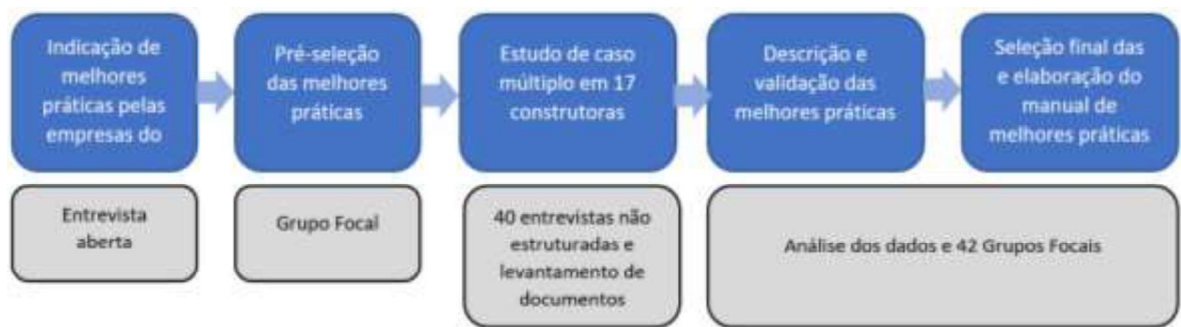 Indicação de
melhores
práticas pelas
empresas do
Pré-seleção
das melhores
práticas
Estudo de caso
múltiplo em 17
construtoras
Descrição e
validação das
melhores práticas
Seleção final das
e elaboração do
manual de
melhores práticas
Entrevista
aberta
Grupo Focal
40 entrevistas não
estruturadas e
levantamento de
documentos
Análise dos dados e 42 Grupos Focais